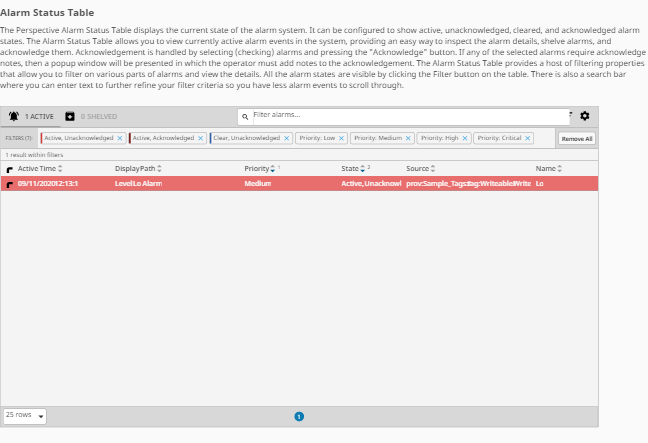 Alarm Status Table
The Perspective Alarm Status Table displays the current state of the alarm system. It can be configured to show active, unacknowledged, cleared, and acknowledged alarm
states. The Alarm Status Table allows you to view currently active alarm events in the system, providing an easy way to inspect the alarm details, shelve alarms, and
acknowledge them. Acknowledgement is handled by selecting (checking) alarms and pressing the "Acknowledge" button. If any of the selected alarms require acknowledge
notes, then a popup window will be presented in which the operator must add notes to the acknowledgement. The Alarm Status Table provides a host of filtering properties
that allow you to filter on various parts of alarms and view the details. All the alarm states are visible by clicking the Filter button on the table. There is also a search bar
where you can enter text to further refine your filter criteria so you have less alarm events to scroll through.
1 ACTIVE 0 SHELVED Filter alarms...
FILTERS (7): Active, Unacknowledged Active, Acknowledged Clear, Unacknowledged Priority: Low Priority: Medium Priority: High Priority: Critical Remove All
1 result within filters
Active Time Display Path Priority 1 State 2 Source Name
09/11/2020 12:13:1 Level Lo Alarm Medium Active, Unacknowl prov:Sample_Tags:/tag:Writeable/Write Lo
25 rows 1